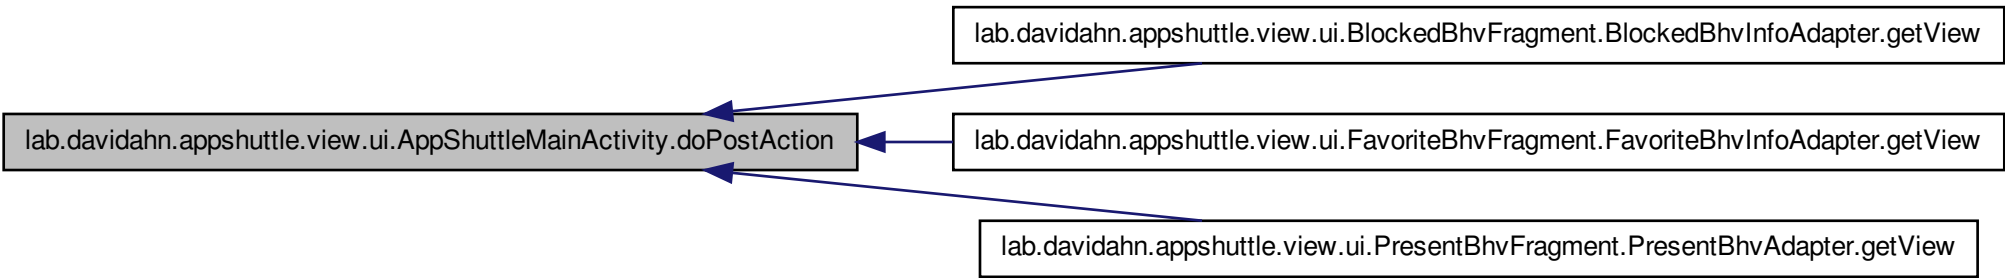 lab.davidahn.appshuttle.view.ui.BlockedBhvFragment.BlockedBhvInfoAdapter.getView
lab.davidahn.appshuttle.view.ui.AppShuttleMainActivity.doPostAction
lab.davidahn.appshuttle.view.ui.FavoriteBhvFragment.FavoriteBhvInfoAdapter.getView
lab.davidahn.appshuttle.view.ui.PresentBhvFragment.PresentBhvAdapter.getView